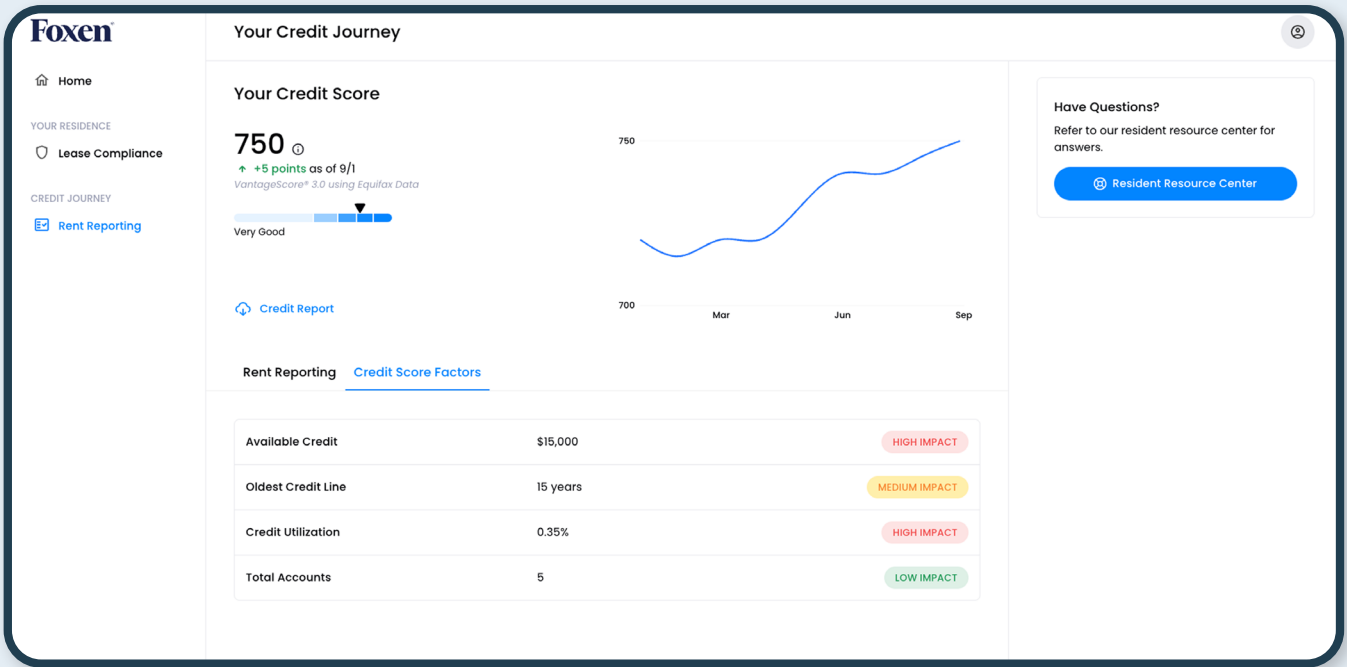 Foxen®
Home
YOUR RESIDENCE
Lease Compliance
CREDIT JOURNEY
Rent Reporting
Your Credit Journey
Your Credit Score
750
+5 points as of 9/1
VantageScore® 3.0 using Equifax Data
Very Good
Credit Report
750
700
Mar Jun Sep
Rent Reporting Credit Score Factors
Available Credit $15,000 HIGH IMPACT
Oldest Credit Line 15 years MEDIUM IMPACT
Credit Utilization 0.35% HIGH IMPACT
Total Accounts 5 LOW IMPACT
Have Questions?
Refer to our resident resource center for
answers.
Resident Resource Center